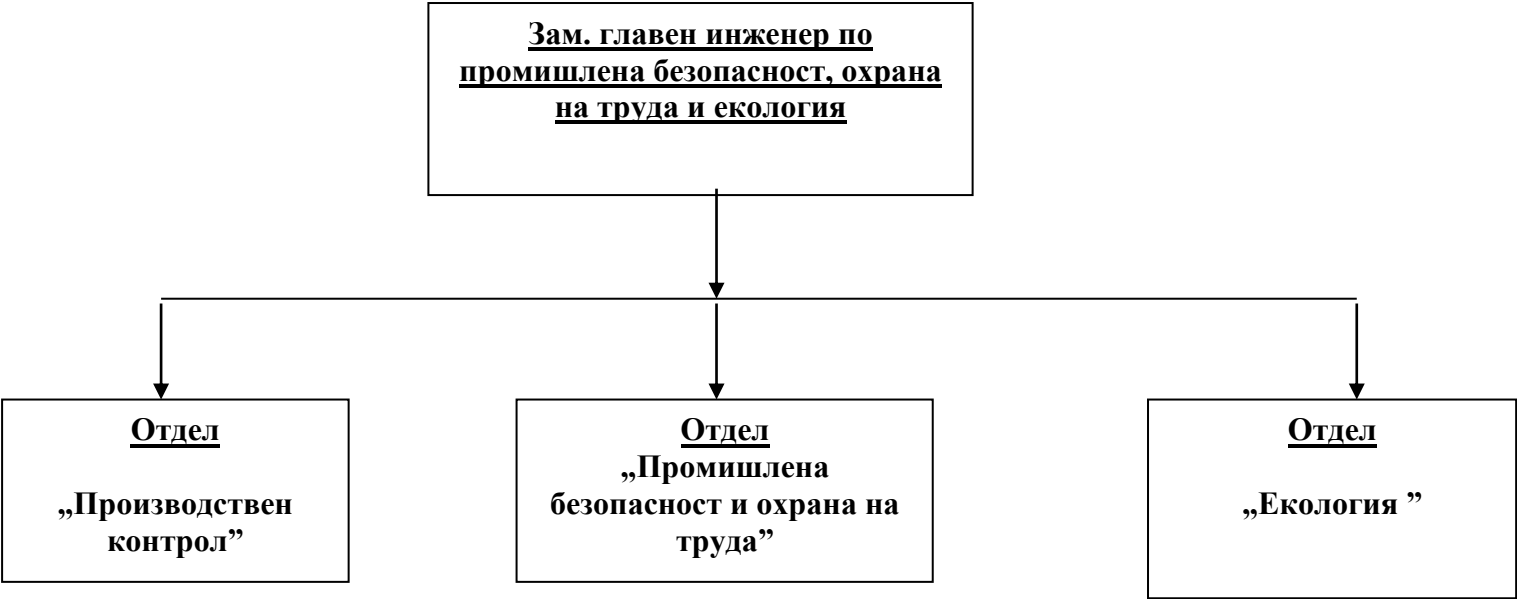 Зам. главен инженер по
промишлена безопасност, охрана
на труда и екология
Отдел
„Производствен
контрол”
Отдел
„Промишлена
безопасност и охрана на
труда”
Отдел
„Екология ”